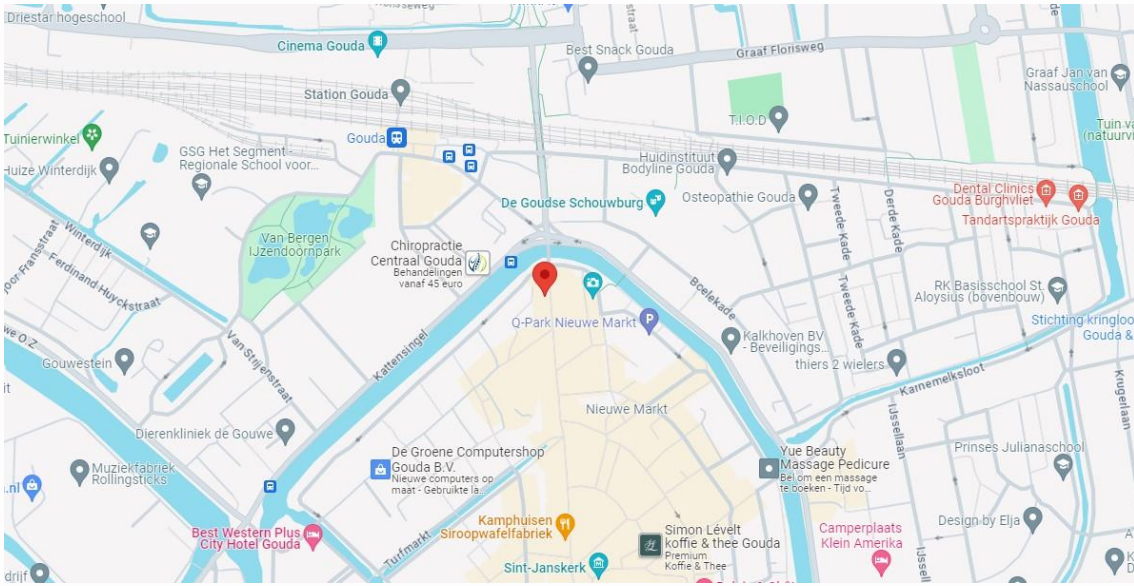 Driestar hogeschool
Cinema Gouda
Best Snack Gouda
Graaf Florisweg
Graaf Jan van
Nassauschool
Station Gouda
T.I.O.D
Tuinierwinkel
Gouda
GSG Het Segment -
Regionale School voor...
Huize Winterdijk
Huidinstituut
Bodyline Gouda
Osteopathie Gouda
Tweede Kade
Derde Kade
Dental Clinics
Gouda Burghvliet
Tandartspraktijk Gouda
De Goudse Schouwburg
Winterdijk
Van Bergen
IJzendoornpark
Chiropractie
Centraal Gouda
Behandelingen
vanaf 45 euro
Ferdinand-Huyckstraat
Boelekade
Tweede Kade
RK Basisschool St.
Aloysius (bovenbouw)
Q-Park Nieuwe Markt
P
Stichting kringloo
Gouda &
Kalkhoven BV
- Beveiligings...
thiers 2 wielers
we O.Z.
Gouwestein
Van Strijenstraat
Kattensingel
Karnemelksloot
Krugerlaan
Nieuwe Markt
IJssellaan
Dierenkliniek de Gouwe
Prinses Julianaschool
De Groene Computershop
Gouda B.V.
Nieuwe computers op
maat - Gebruikte la...
Yue Beauty
Massage Pedicure
Bel om een massage
te boeken - Tijd vo...
Muziekfabriek
Rollingsticks
.nl
Kamphuisen
Siroopwafelfabriek
Turfmarkt
Best Western Plus
City Hotel Gouda
Simon Lévelt
koffie & thee Gouda
Premium
Koffie & Thee
Camperplaats
Klein Amerika
Design by Elja
Sint-Janskerk
IJssel
drijf